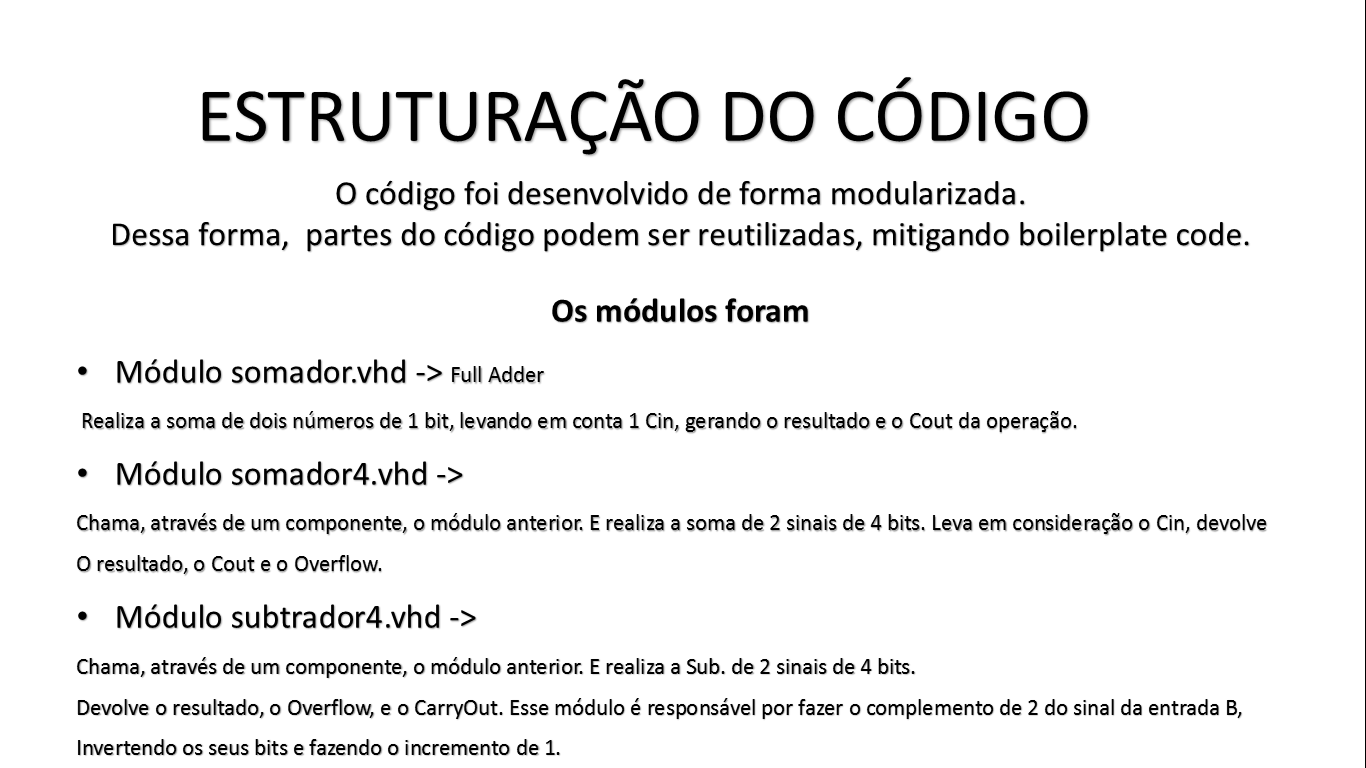 ESTRUTURAÇÃO DO CÓDIGO
O código foi desenvolvido de forma modularizada.
Dessa forma,  partes do código podem ser reutilizadas, mitigando boilerplate code.
Os módulos foram
• Módulo somador.vhd -> Full Adder
Realiza a soma de dois números de 1 bit, levando em conta 1 Cin, gerando o resultado e o Cout da operação.
• Módulo somador4.vhd ->
Chama, através de um componente, o módulo anterior. E realiza a soma de 2 sinais de 4 bits. Leva em consideração o Cin, devolve
O resultado, o Cout e o Overflow.
• Módulo subtrador4.vhd ->
Chama, através de um componente, o módulo anterior. E realiza a Sub. de 2 sinais de 4 bits.
Devolve o resultado, o Overflow, e o CarryOut. Esse módulo é responsável por fazer o complemento de 2 do sinal da entrada B,
Invertendo os seus bits e fazendo o incremento de 1.